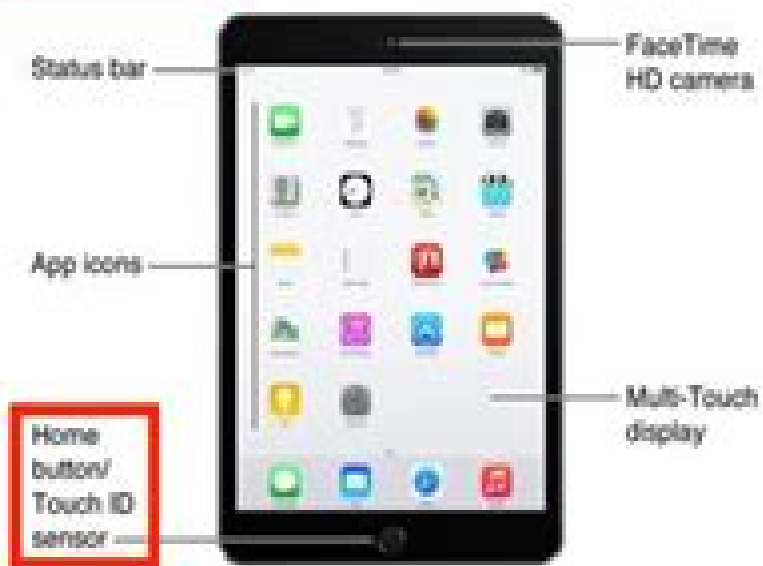 Status bar
FaceTime
HD camera
App icons
Multi-Touch
display
Home
button/
Touch ID
sensor